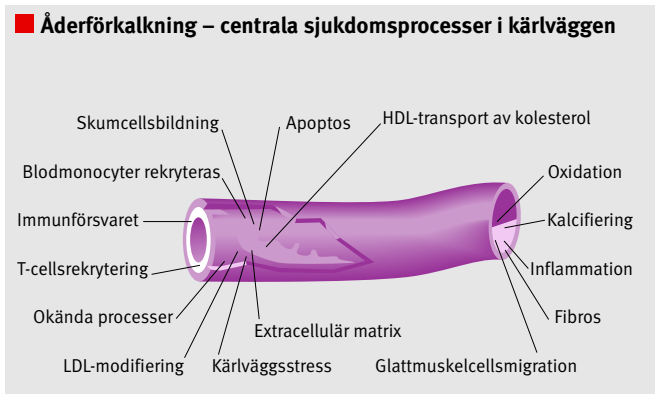 Åderförkalkning – centrala sjukdomsprocesser i kärlväggen
Skumcellsbildning
Apoptos
HDL-transport av kolesterol
Blodmonocyter rekryteras
Oxidation
Immunförsvaret
Kalcifiering
T-cellsrekrytering
Inflammation
Okända processer
Extracellulär matrix
Fibros
LDL-modifiering
Kärlväggsstress
Glattmuskelcellsmigration